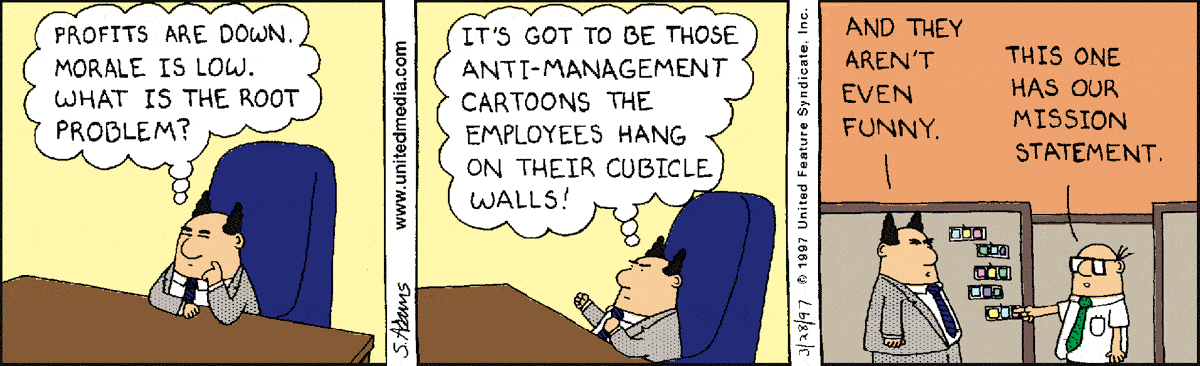 PROFITS ARE DOWN.
MORALE IS LOW.
WHAT IS THE ROOT
PROBLEM?
S. Adams
www.unitedmedia.com
IT'S GOT TO BE THOSE
ANTI-MANAGEMENT
CARTOONS THE
EMPLOYEES HANG
ON THEIR CUBICLE
WALLS!
3/28/97 © 1997 United Feature Syndicate, Inc.
AND THEY
AREN'T
EVEN
FUNNY.
THIS ONE
HAS OUR
MISSION
STATEMENT.